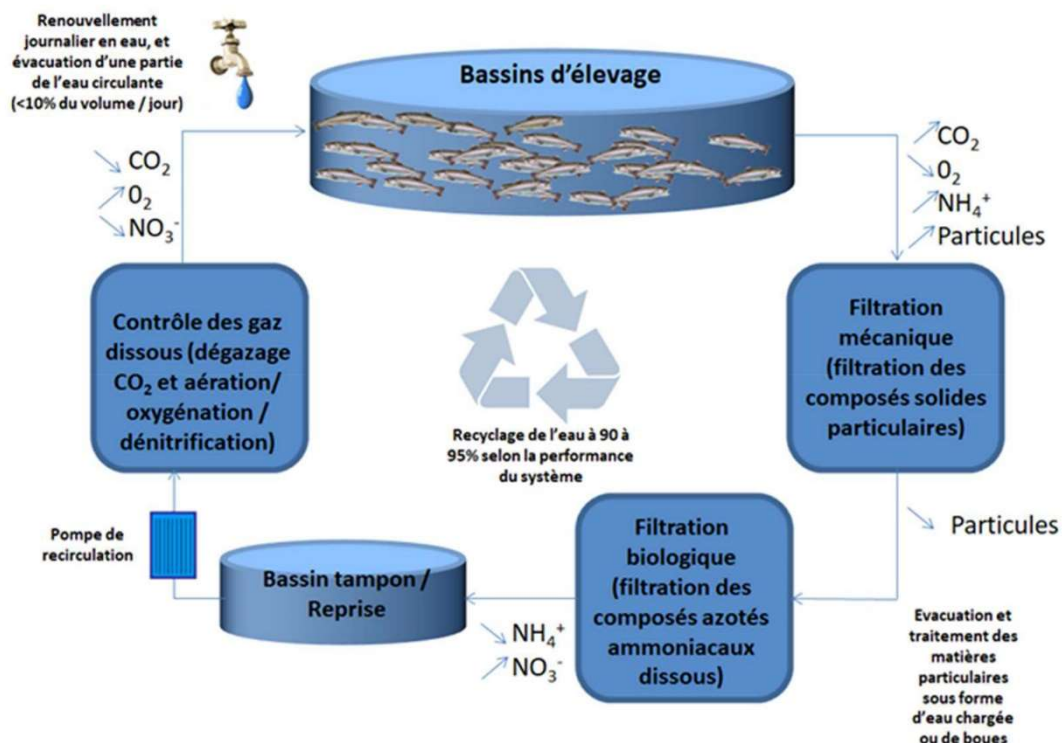 Renouvellement
journalier en eau, et
évacuation d'une partie
de l'eau circulante
(<10% du volume / jour)
Bassins d'élevage
↘ CO₂
↗ 0₂
↘ NO₃⁻
↗ CO₂
↘ 0₂
↗ NH₄⁺
↗ Particules
Contrôle des gaz
dissous (dégazage
CO₂ et aération/
oxygénation /
dénitrification)
Recyclage de l'eau à 90 à
95% selon la performance
du système
Filtration
mécanique
(filtration des
composés solides
particulaires)
Pompe de
recirculation
Bassin tampon /
Reprise
↘ NH₄⁺
↗ NO₃⁻
Filtration
biologique
(filtration des
composés azotés
ammoniacaux
dissous)
↘ Particules
Evacuation et
traitement des
matières
particulaires
sous forme
d'eau chargée
ou de boues